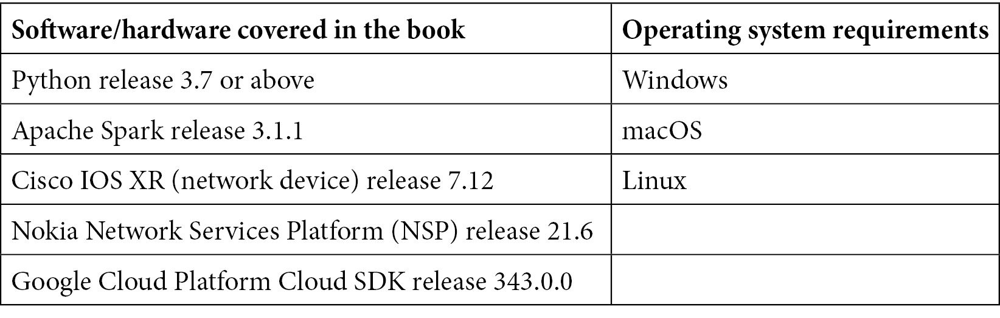 Software/hardware covered in the book Operating system requirements
Python release 3.7 or above Windows
Apache Spark release 3.1.1 macOS
Cisco IOS XR (network device) release 7.12 Linux
Nokia Network Services Platform (NSP) release 21.6
Google Cloud Platform Cloud SDK release 343.0.0